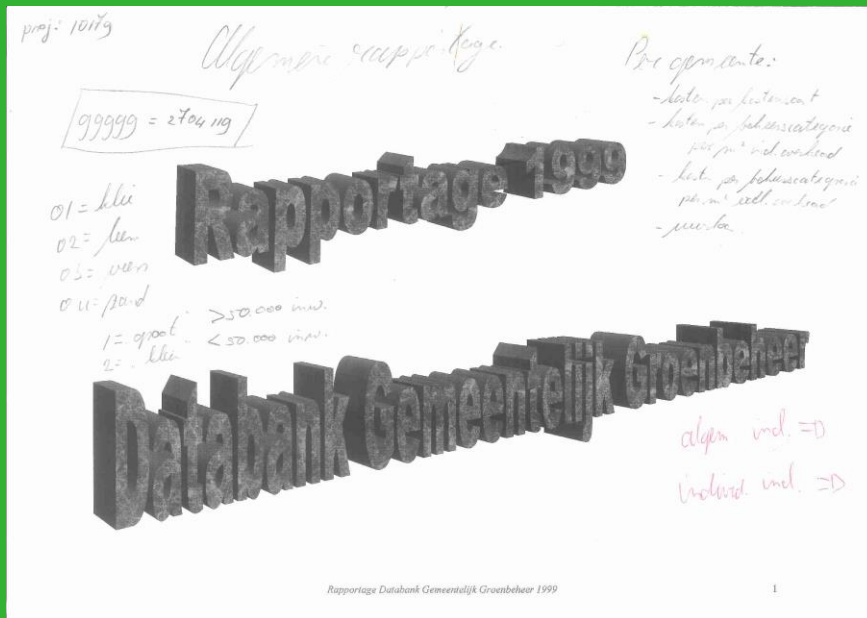 proj: 10179
Algemene rapportage
99999 = 2704119
Per gemeente:
- kosten per kostensoort
- kosten per beheerscategorie
per m² incl. overhead
- kosten per beheerscategorie
per m² excl. overhead
Rapportage 1999
01 = klei
02 = leem
03 = veen
04 = zand
1 = groot > 50.000 inw.
2 = klein < 50.000 inw.
Databank Gemeentelijk Groenbeheer
algem incl. =D
individ. incl. =D
Rapportage Databank Gemeentelijk Groenbeheer 1999
1